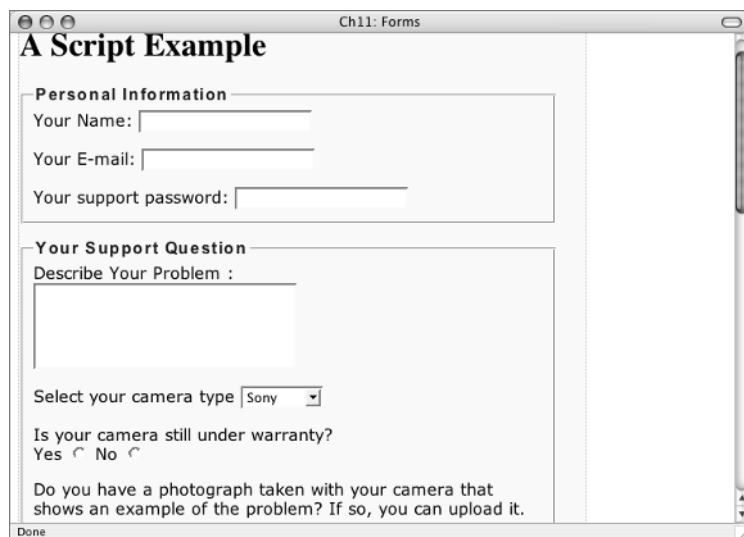 Ch11: Forms
A Script Example
Personal Information
Your Name:
Your E-mail:
Your support password:
Your Support Question
Describe Your Problem :
Select your camera type Sony
Is your camera still under warranty?
Yes No
Do you have a photograph taken with your camera that
shows an example of the problem? If so, you can upload it.
Done